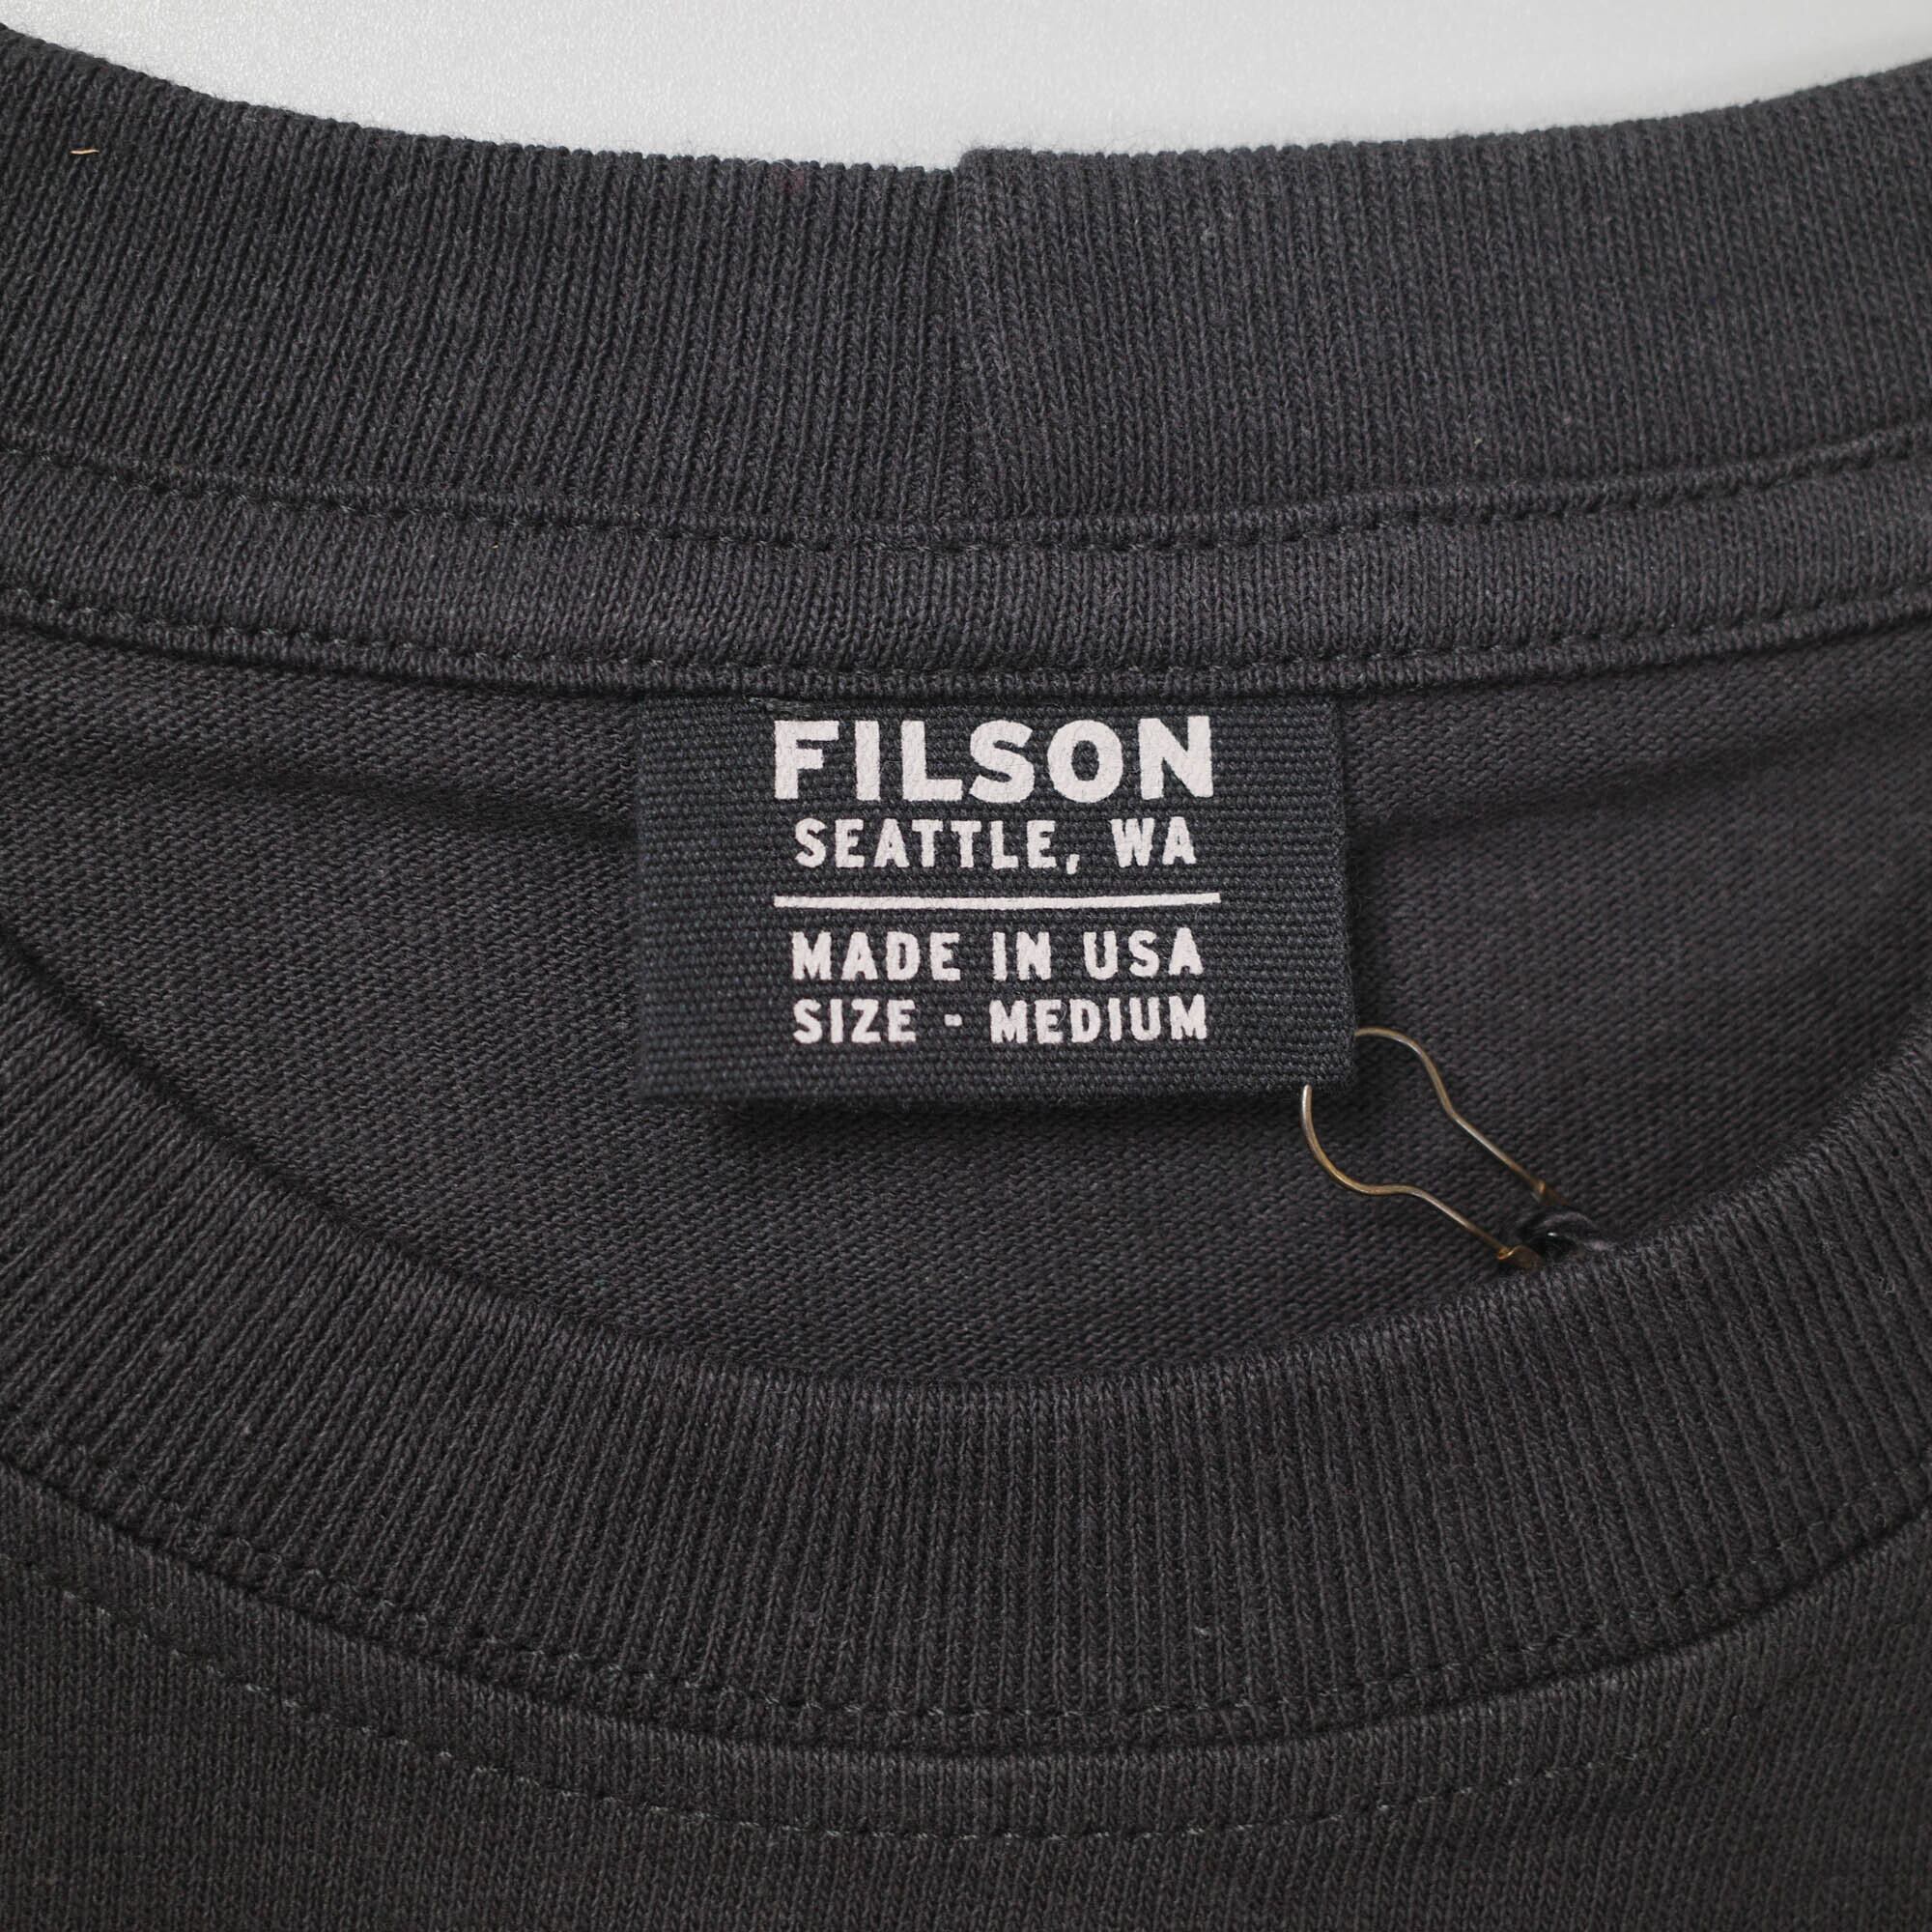 FILSON
SEATTLE, WA
MADE IN USA
SIZE - MEDIUM